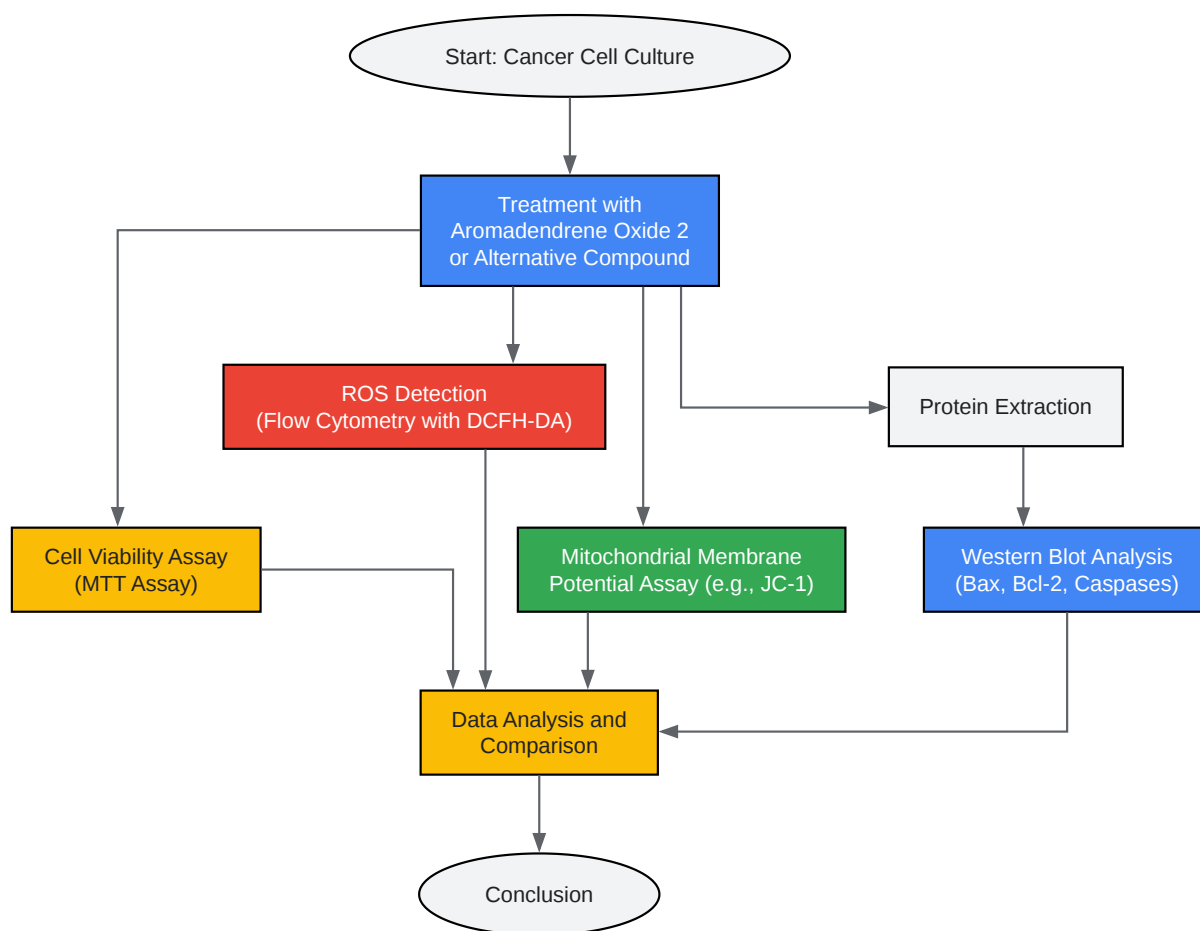 Start: Cancer Cell Culture
Treatment with
Aromadendrene Oxide 2
or Alternative Compound
ROS Detection
(Flow Cytometry with DCFH-DA)
Protein Extraction
Cell Viability Assay
(MTT Assay)
Mitochondrial Membrane
Potential Assay (e.g., JC-1)
Western Blot Analysis
(Bax, Bcl-2, Caspases)
Data Analysis and
Comparison
Conclusion